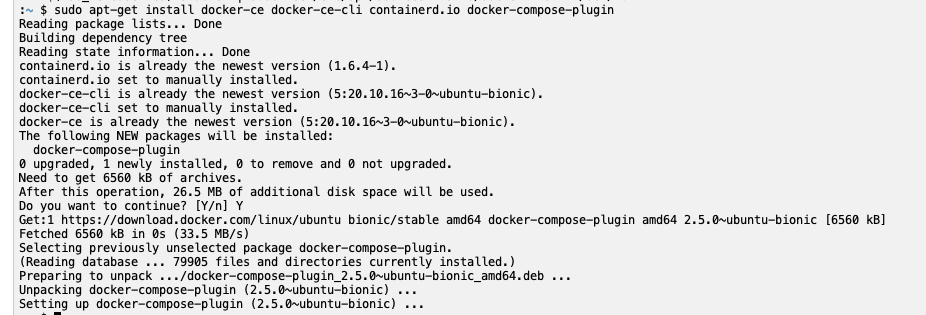 :~ $ sudo apt-get install docker-ce docker-ce-cli containerd.io docker-compose-plugin
Reading package lists... Done
Building dependency tree
Reading state information... Done
containerd.io is already the newest version (1.6.4-1).
containerd.io set to manually installed.
docker-ce-cli is already the newest version (5:20.10.16~3-0~ubuntu-bionic).
docker-ce-cli set to manually installed.
docker-ce is already the newest version (5:20.10.16~3-0~ubuntu-bionic).
The following NEW packages will be installed:
  docker-compose-plugin
0 upgraded, 1 newly installed, 0 to remove and 0 not upgraded.
Need to get 6560 kB of archives.
After this operation, 26.5 MB of additional disk space will be used.
Do you want to continue? [Y/n] Y
Get:1 https://download.docker.com/linux/ubuntu bionic/stable amd64 docker-compose-plugin amd64 2.5.0~ubuntu-bionic [6560 kB]
Fetched 6560 kB in 0s (33.5 MB/s)
Selecting previously unselected package docker-compose-plugin.
(Reading database ... 79905 files and directories currently installed.)
Preparing to unpack .../docker-compose-plugin_2.5.0~ubuntu-bionic_amd64.deb ...
Unpacking docker-compose-plugin (2.5.0~ubuntu-bionic) ...
Setting up docker-compose-plugin (2.5.0~ubuntu-bionic) ...